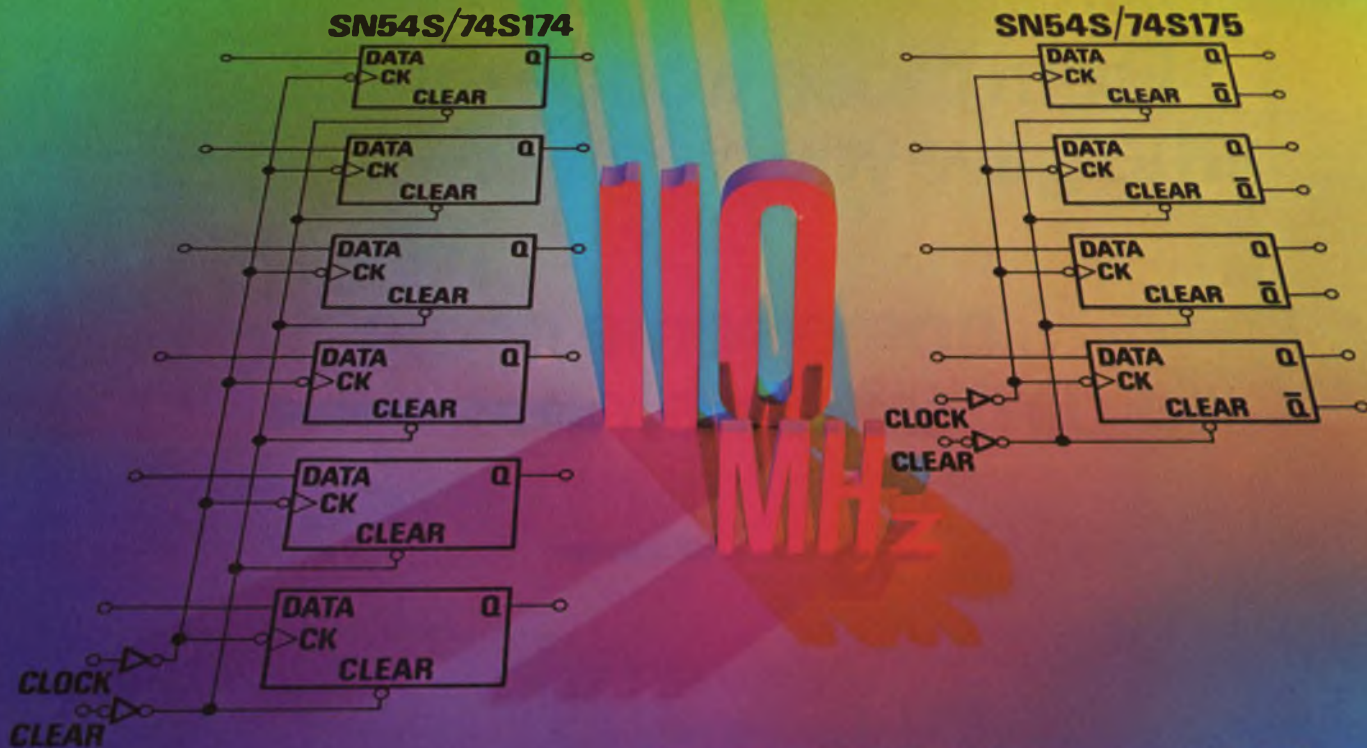 SN54S/74S174
DATA Q
CK
CLEAR
DATA Q
CK
CLEAR
DATA Q
CK
CLEAR
DATA Q
CK
CLEAR
DATA Q
CK
CLEAR
DATA Q
CK
CLEAR
CLOCK
CLEAR
110
MHz
SN54S/74S175
DATA Q
CK
CLEAR Q̅
DATA Q
CK
CLEAR Q̅
DATA Q
CK
CLEAR Q̅
DATA Q
CK
CLEAR Q̅
CLOCK
CLEAR